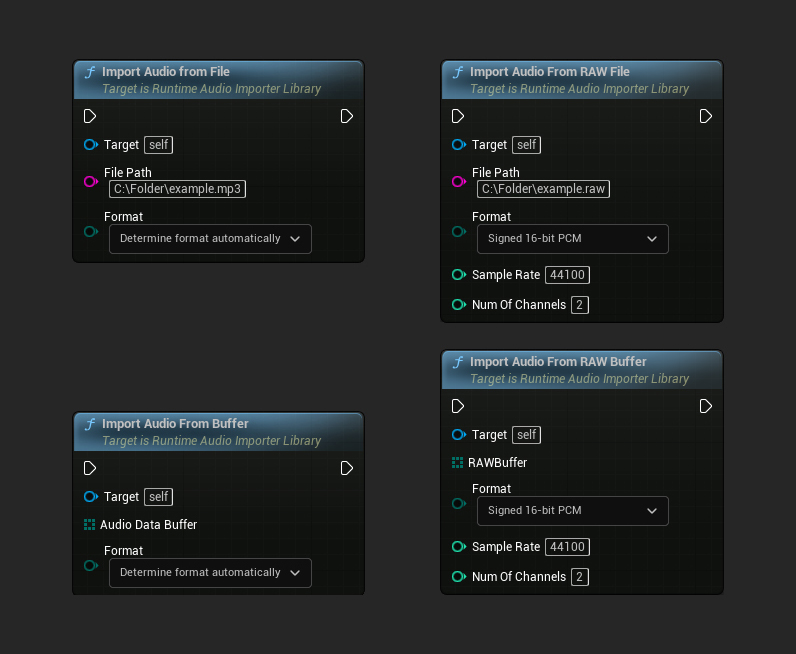 Import Audio from File
Target is Runtime Audio Importer Library
Target self
File Path
C:\Folder\example.mp3
Format
Determine format automatically
Import Audio From RAW File
Target is Runtime Audio Importer Library
Target self
File Path
C:\Folder\example.raw
Format
Signed 16-bit PCM
Sample Rate 44100
Num Of Channels 2
Import Audio From Buffer
Target is Runtime Audio Importer Library
Target self
Audio Data Buffer
Format
Determine format automatically
Import Audio From RAW Buffer
Target is Runtime Audio Importer Library
Target self
RAWBuffer
Format
Signed 16-bit PCM
Sample Rate 44100
Num Of Channels 2